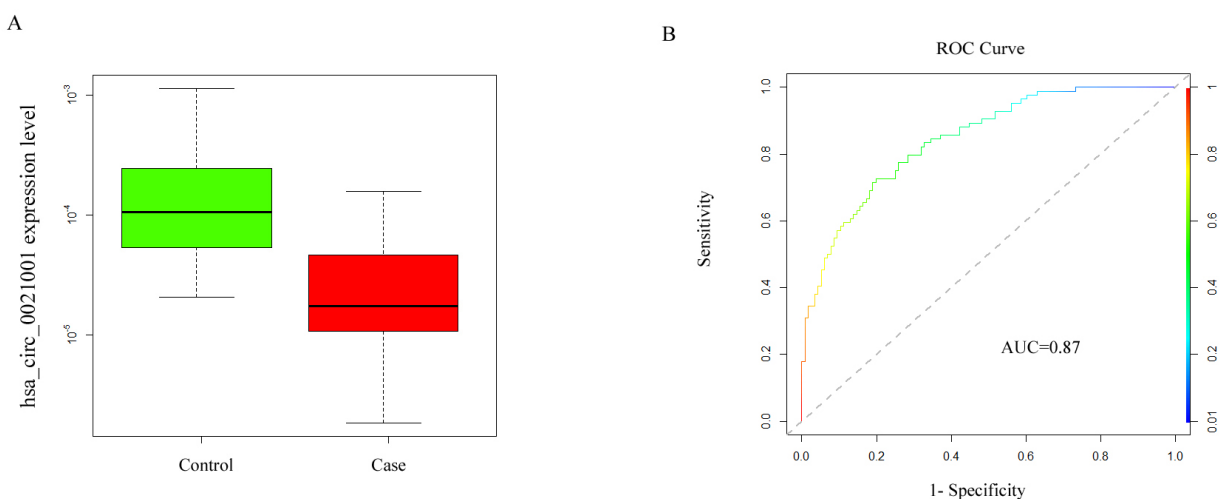 A
hsa_circ_0021001 expression level
10-3
10-4
10-5
Control
Case
B
ROC Curve
Sensitivity
1.0
0.8
0.6
0.4
0.2
0.0
AUC=0.87
0.0
0.2
0.4
0.6
0.8
1.0
1- Specificity
1
0.8
0.6
0.4
0.2
0.01